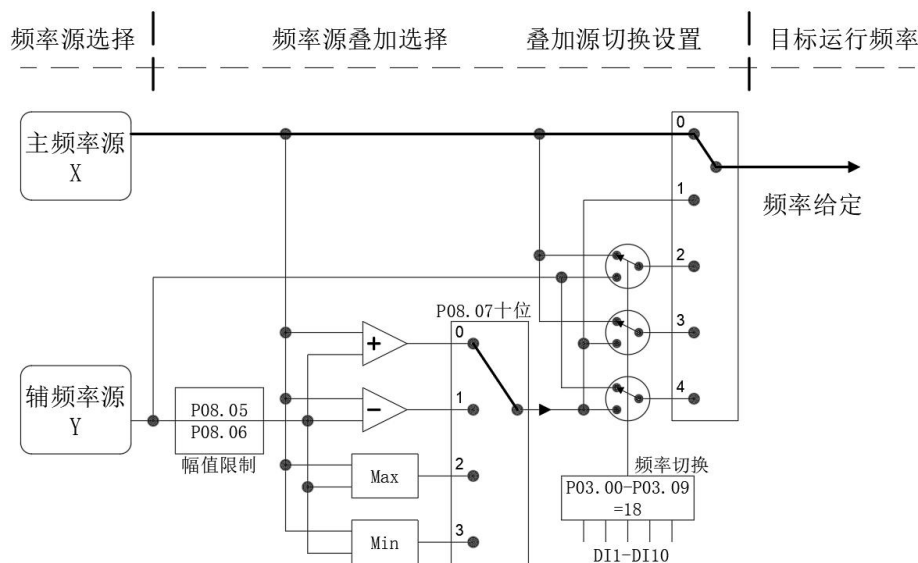 频率源选择
频率源叠加选择
叠加源切换设置
目标运行频率
主频率源
X
0
频率给定
1
2
P08.07十位
0
3
+
辅频率源
Y
P08.05
P08.06
幅值限制
-
1
4
频率切换
P03.00-P03.09
=18
DI1-DI10
Max
2
Min
3